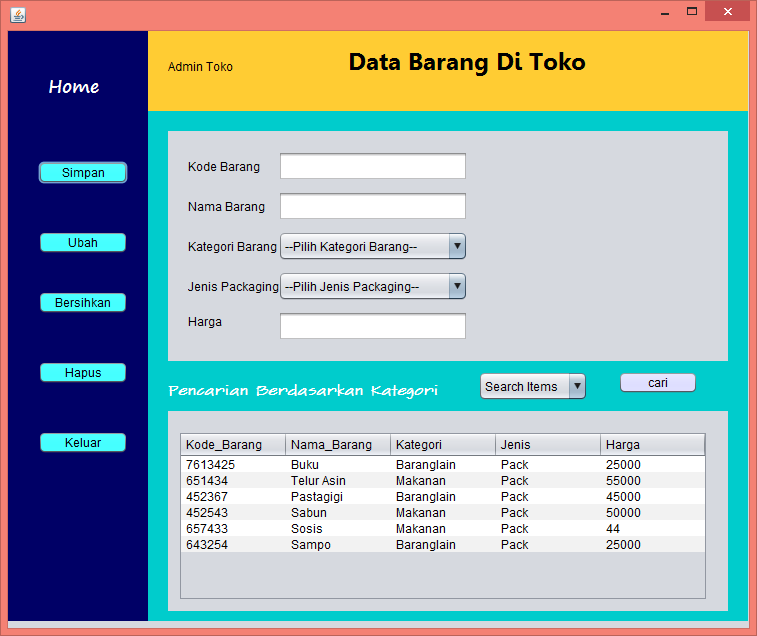 Home
Admin Toko
Data Barang Di Toko
Simpan
Ubah
Bersihkan
Hapus
Keluar
Kode Barang
Nama Barang
Kategori Barang --Pilih Kategori Barang--
Jenis Packaging --Pilih Jenis Packaging--
Harga
Pencarian Berdasarkan Kategori Search Items cari
Kode_Barang Nama_Barang Kategori Jenis Harga
7613425 Buku Baranglain Pack 25000
651434 Telur Asin Makanan Pack 55000
452367 Pastagigi Baranglain Pack 45000
452543 Sabun Makanan Pack 50000
657433 Sosis Makanan Pack 44
643254 Sampo Baranglain Pack 25000